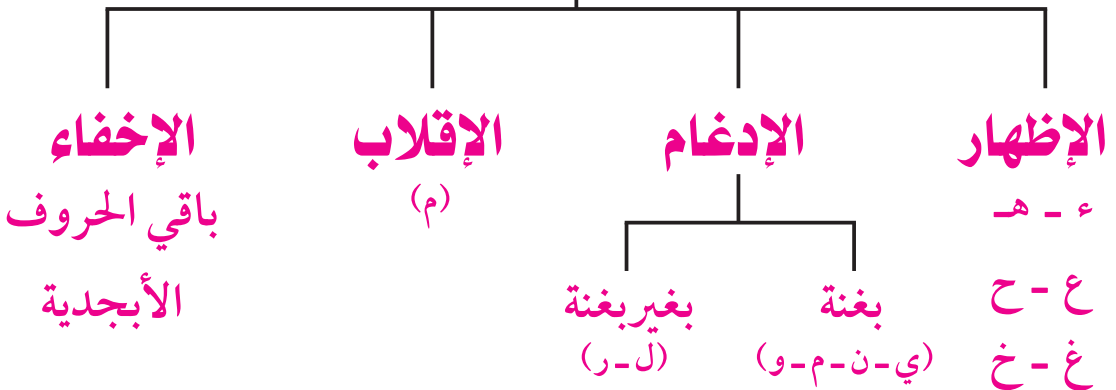 الإظهار
ء - هـ
ع - ح
غ - خ
الإدغام
بغنة
(ي - ن - م - و)
بغير بغنة
(ل - ر)
الإقلاب
(م)
الإخفاء
باقي الحروف
الأبجدية